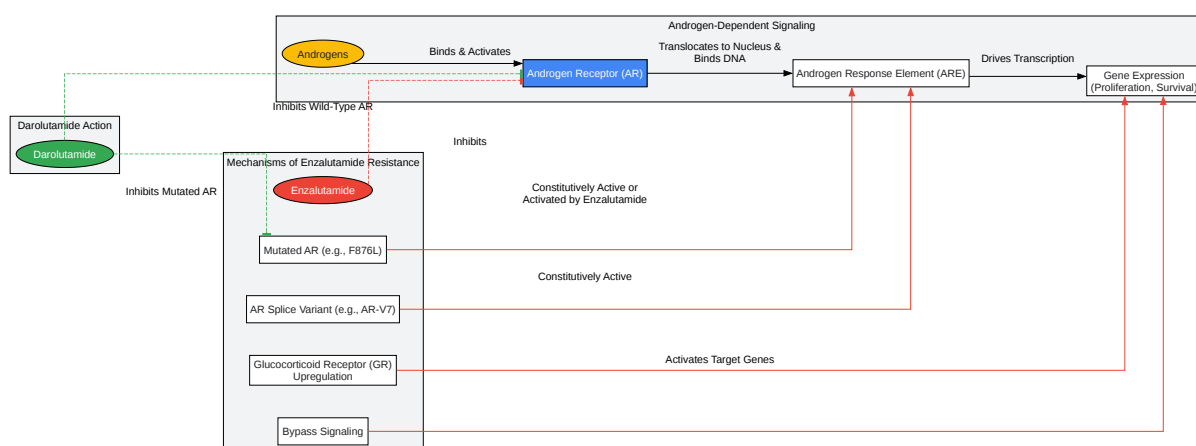 Androgen-Dependent Signaling
Androgens
Binds & Activates
Androgen Receptor (AR)
Translocates to Nucleus &
Binds DNA
Androgen Response Element (ARE)
Drives Transcription
Gene Expression
(Proliferation, Survival)
Inhibits Wild-Type AR
Darolutamide Action
Darolutamide
Inhibits
Mechanisms of Enzalutamide Resistance
Enzalutamide
Inhibits Mutated AR
Constitutively Active or
Activated by Enzalutamide
Mutated AR (e.g., F876L)
Constitutively Active
AR Splice Variant (e.g., AR-V7)
Glucocorticoid Receptor (GR)
Upregulation
Activates Target Genes
Bypass Signaling